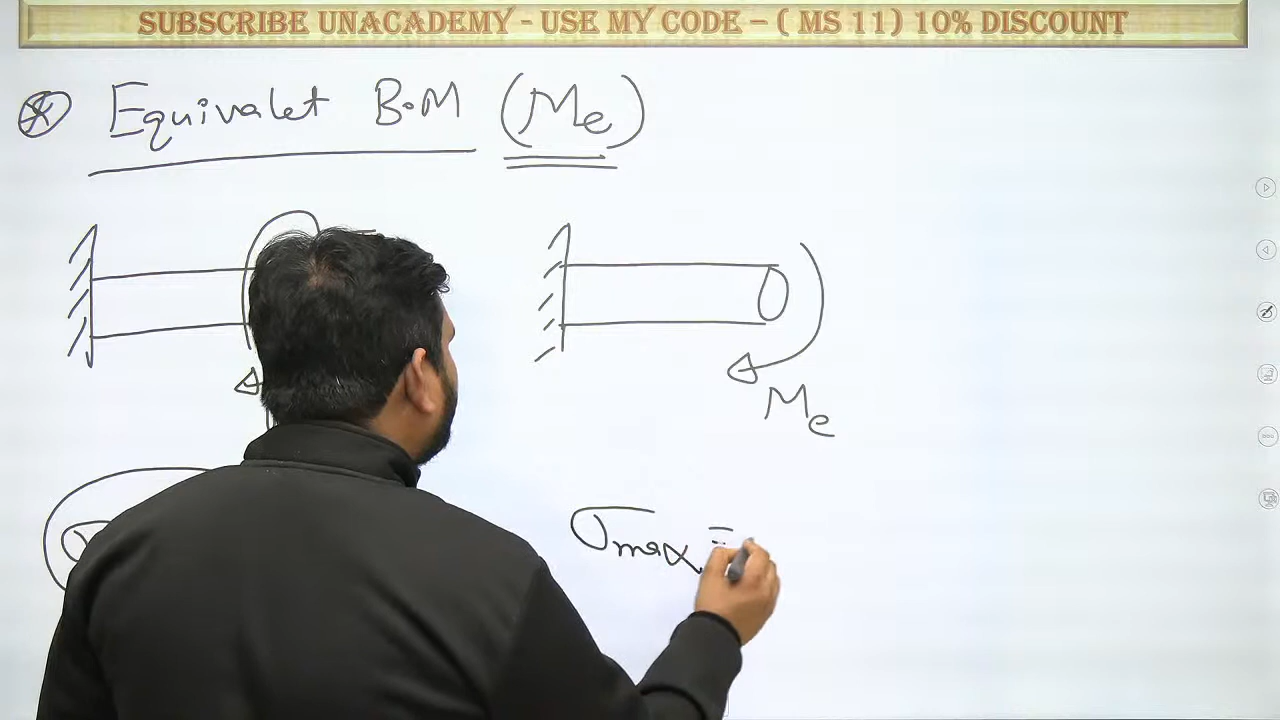 SUBSCRIBE UNACADEMY - USE MY CODE – ( MS 11) 10% DISCOUNT
Equivalet B.M (Me)
Me
σmax =